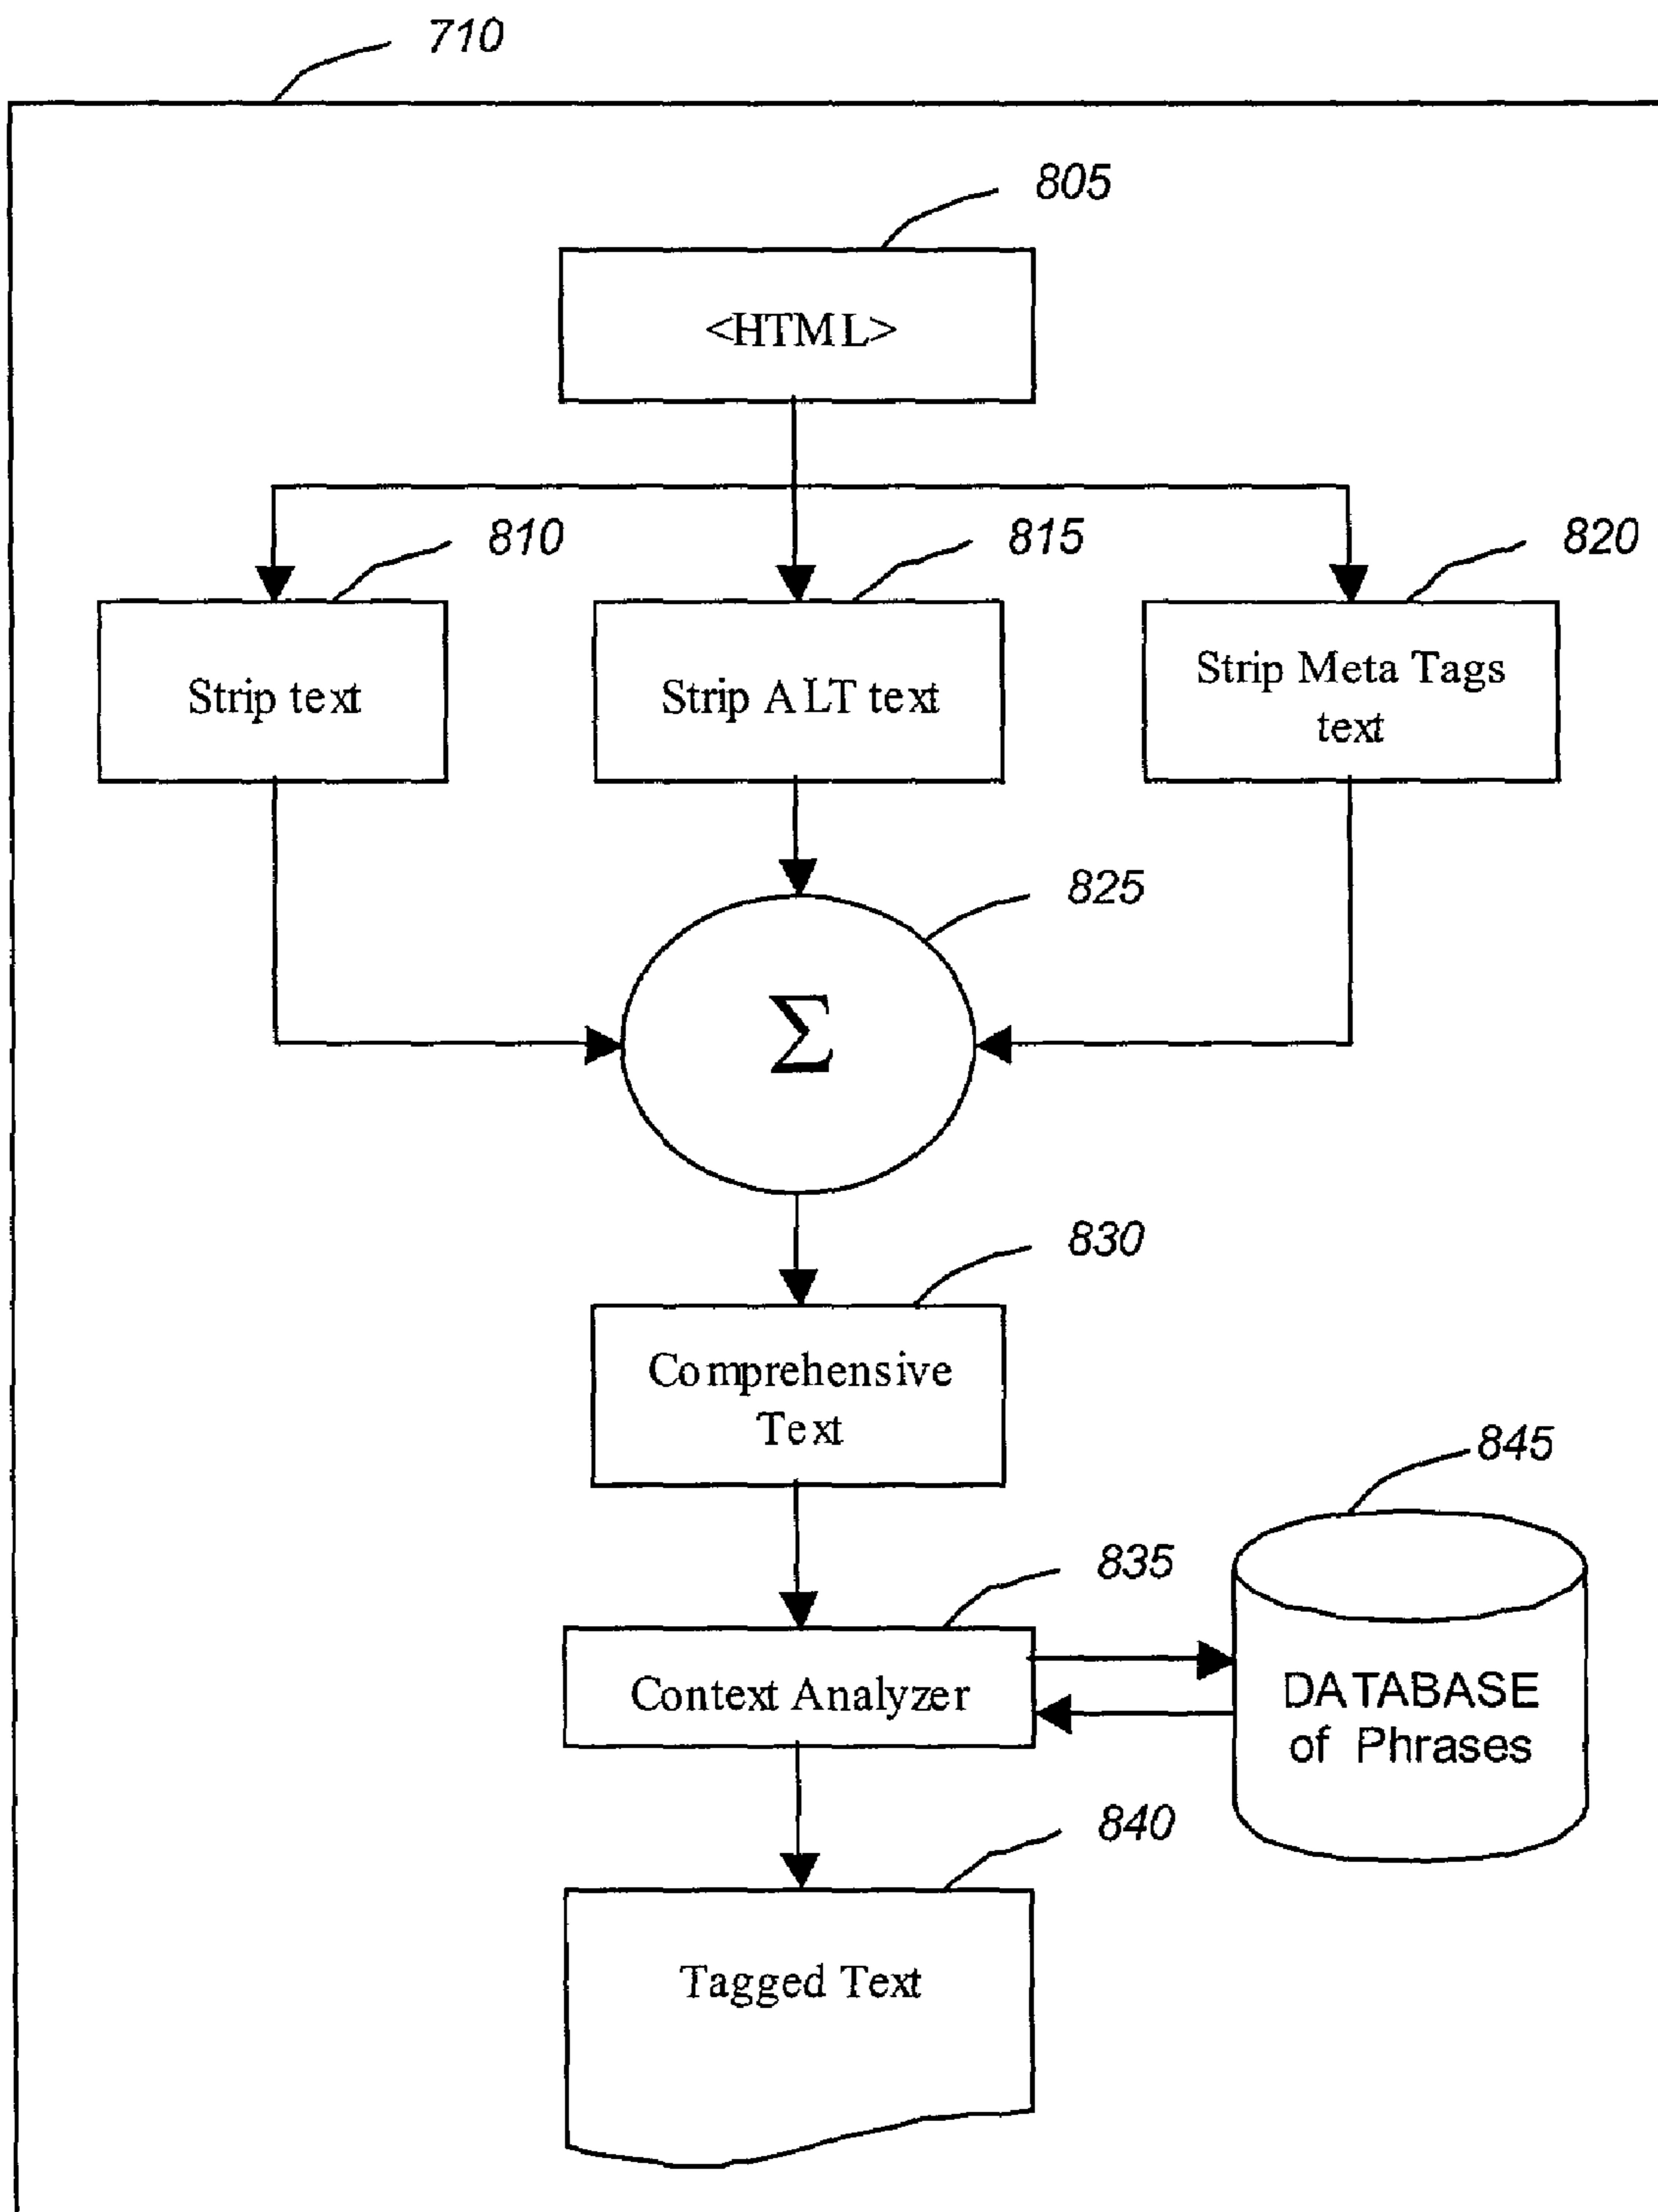 710
805
<HTML>
810
815
820
Strip text
Strip ALT text
Strip Meta Tags
text
825
Σ
830
Comprehensive
Text
845
835
Context Analyzer
DATABASE
of Phrases
840
Tagged Text